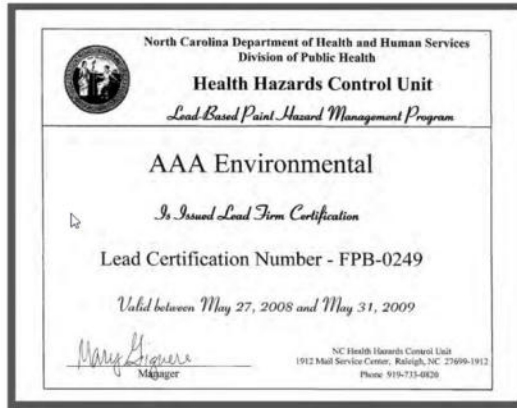 North Carolina Department of Health and Human Services
Division of Public Health
Health Hazards Control Unit
Lead-Based Paint Hazard Management Program
AAA Environmental
Is Issued Lead Firm Certification
Lead Certification Number - FPB-0249
Valid between May 27, 2008 and May 31, 2009
Mary Giguere
Manager
NC Health Hazards Control Unit
1912 Mail Service Center, Raleigh, NC 27699-1912
Phone 919-733-0820